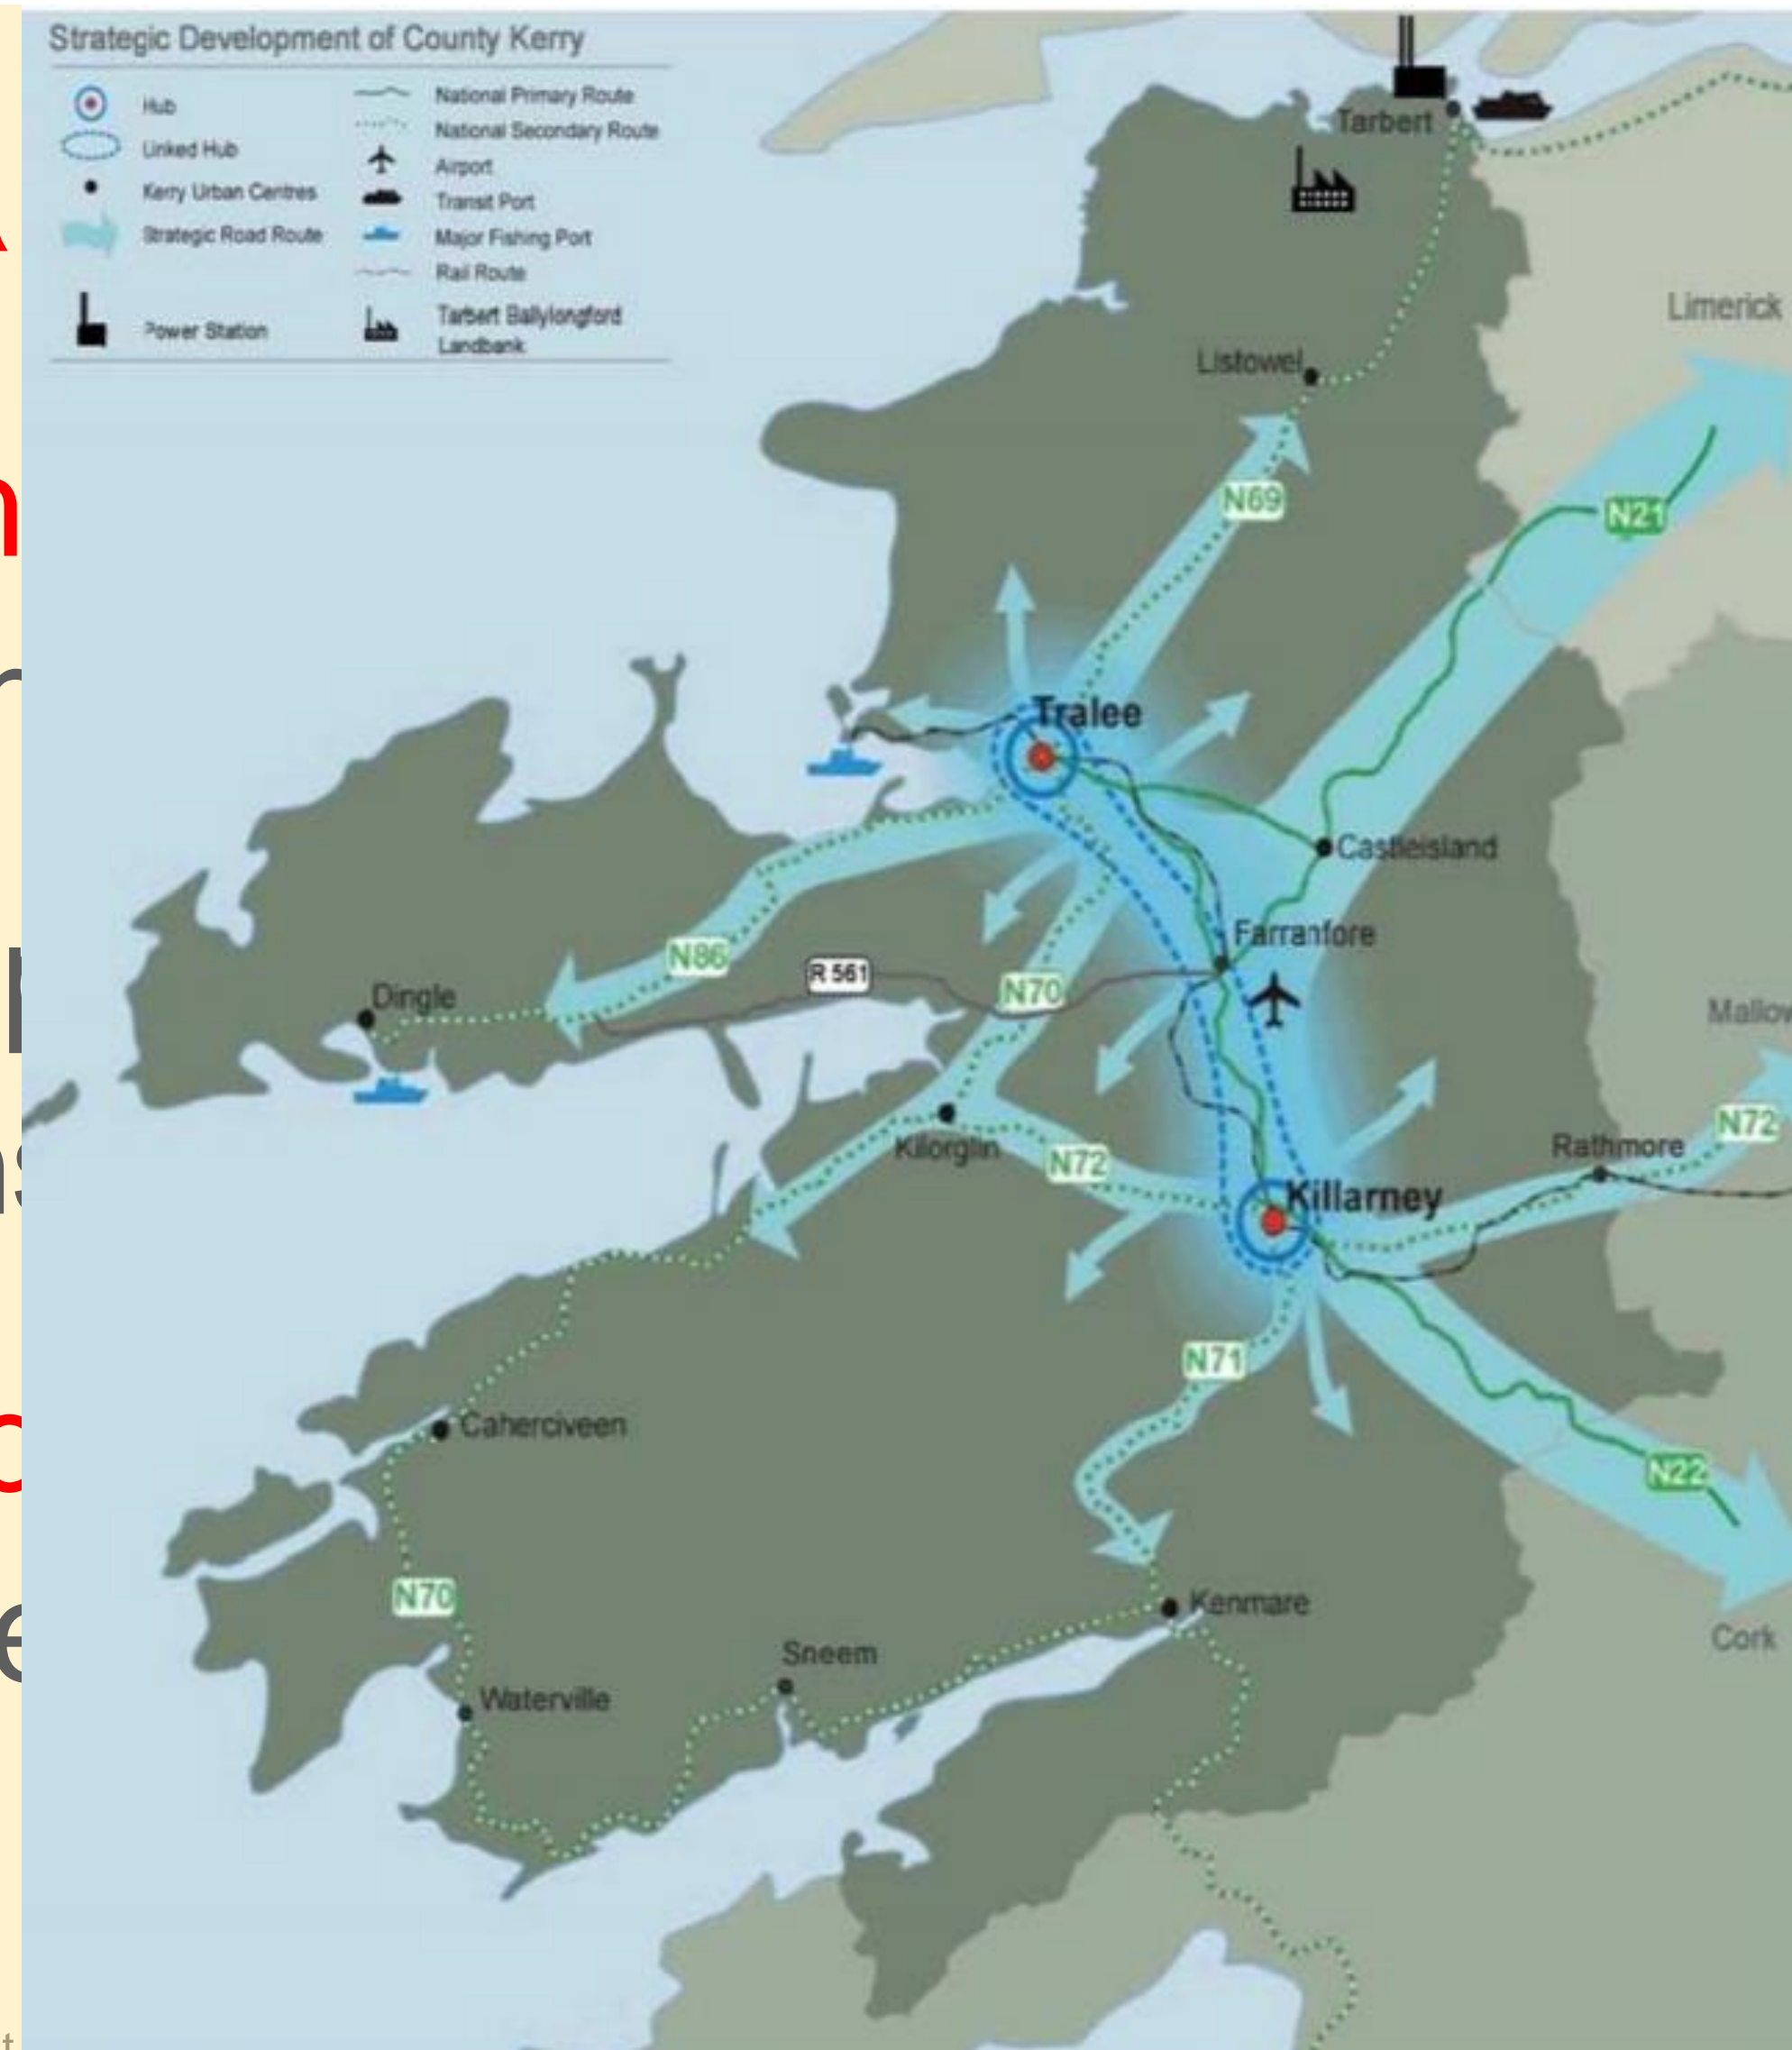 Strategic Development of County Kerry
Hub
Linked Hub
Kerry Urban Centres
Strategic Road Route
Power Station
National Primary Route
National Secondary Route
Airport
Transit Port
Major Fishing Port
Rail Route
Tarbert Ballylongford
Landbank
Tarbert
Limerick
Listowel
N69
N21
Tralee
Castleisland
Farranfore
N86
R 561
N70
Dingle
Mallow
Kilorglin
N72
Rathmore
N72
Killarney
N71
Caherciveen
N22
N70
Kenmare
Cork
Sneem
Waterville